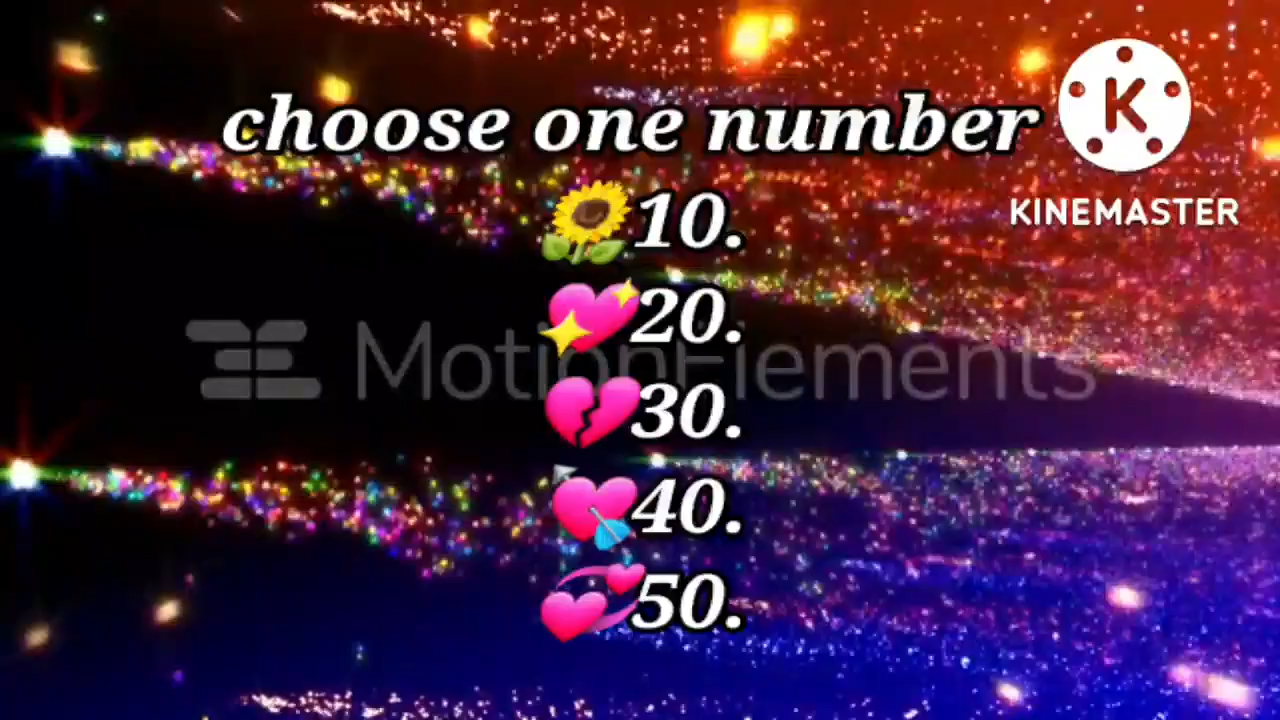 choose one number
KINEMASTER
🌻10.
💖20.
MotionElements
💔30.
💘40.
💞50.